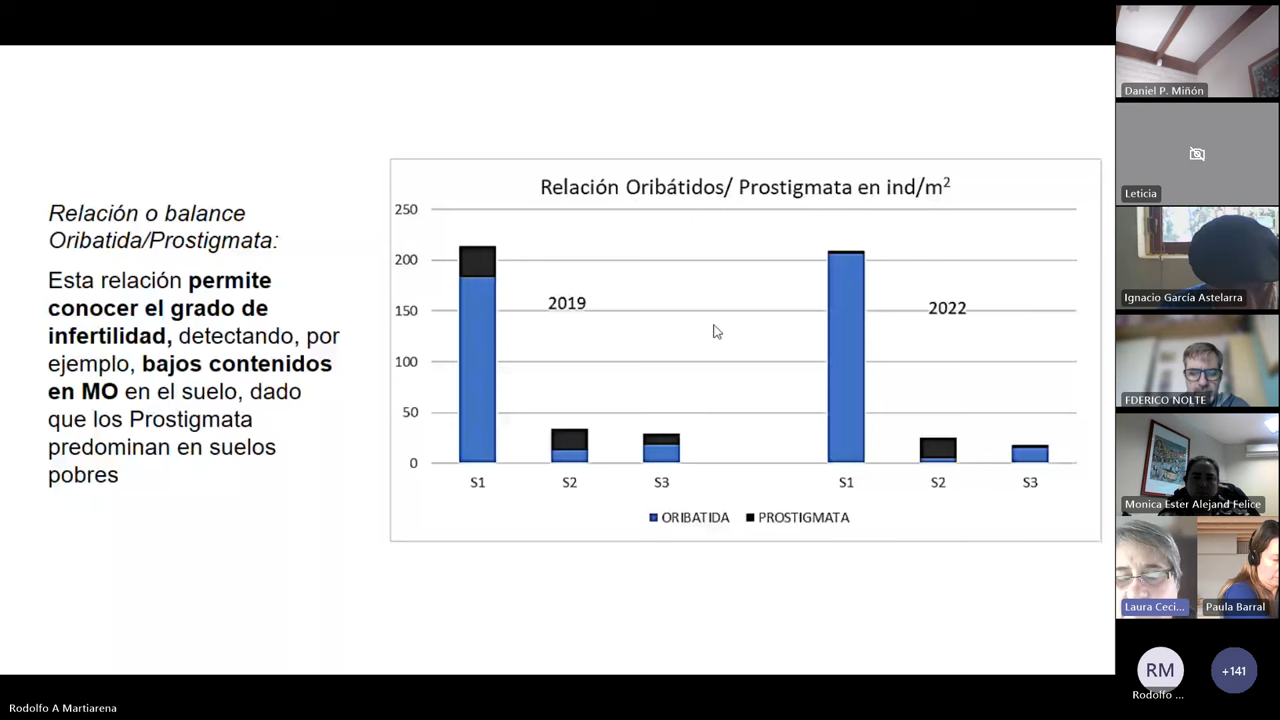 Relación o balance
Oribatida/Prostigmata:
Esta relación permite
conocer el grado de
infertilidad, detectando, por
ejemplo, bajos contenidos
en MO en el suelo, dado
que los Prostigmata
predominan en suelos
pobres
Relación Oribátidos/ Prostigmata en ind/m²
250
200
150
100
50
0
2019
2022
S1 S2 S3 S1 S2 S3
ORIBATIDA PROSTIGMATA
Daniel P. Miñón
Leticia
Ignacio García Astelarra
FDERICO NOLTE
Monica Ester Alejand Felice
Laura Ceci... Paula Barral
RM +141
Rodolfo ...
Rodolfo A Martiarena